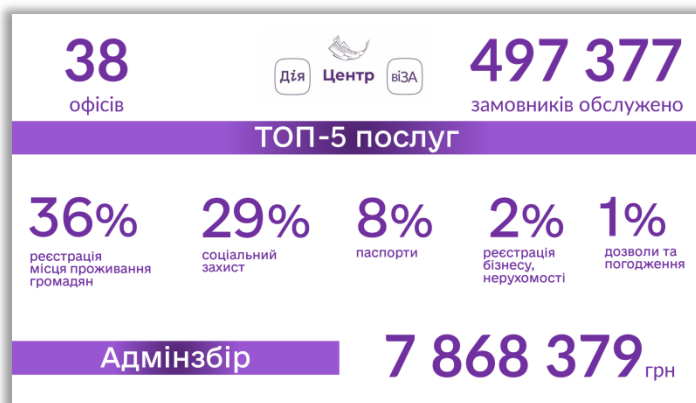 38
офісів
Дія Центр віЗА
497 377
замовників обслужено
ТОП-5 послуг
36%
реєстрація
місця проживання
громадян
29%
соціальний
захист
8%
паспорти
2%
реєстрація
бізнесу,
нерухомості
1%
дозволи та
погодження
Адмінзбір
7 868 379 грн